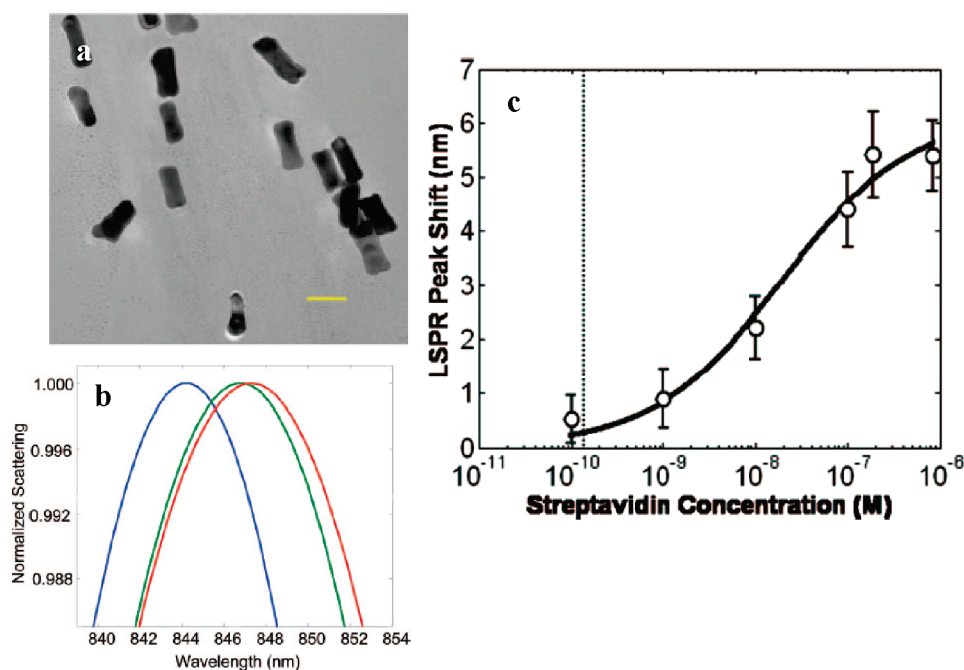 a
b
1.000
0.996
0.992
0.988
Normalized Scattering
840 842 844 846 848 850 852 854
Wavelength (nm)
c
7
6
5
4
3
2
1
0
LSPR Peak Shift (nm)
10-11 10-10 10-9 10-8 10-7 10-6
Streptavidin Concentration (M)